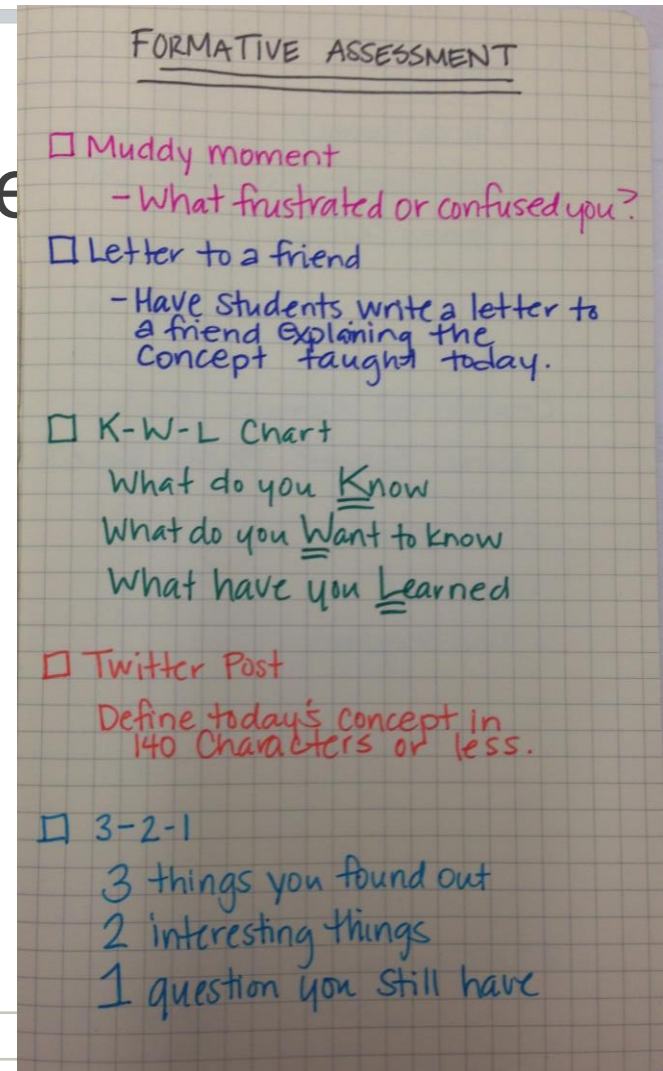 FORMATIVE ASSESSMENT
Muddy moment
- What frustrated or confused you?
Letter to a friend
- Have students write a letter to
a friend explaining the
concept taught today.
K-W-L Chart
What do you Know
What do you Want to know
What have you Learned
Twitter Post
Define today's concept in
140 Characters or less.
3-2-1
3 things you found out
2 interesting things
1 question you still have